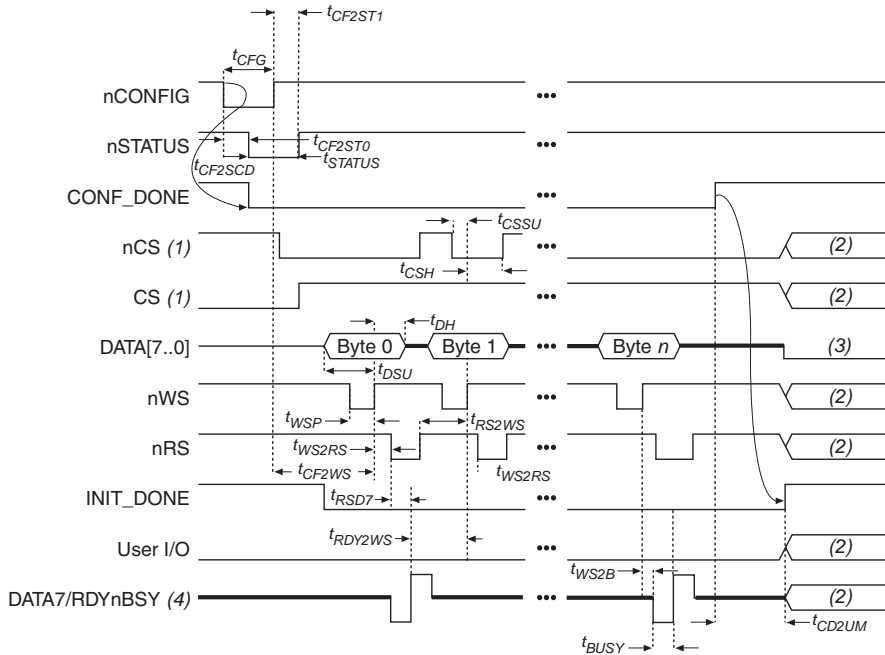 tCF2ST1
tCFG
nCONFIG
nSTATUS
tCF2ST0
tCF2SCD
tSTATUS
CONF_DONE
tCSSU
nCS (1)
(2)
tCSH
CS (1)
(2)
tDH
DATA[7..0]
Byte 0
Byte 1
Byte n
(3)
tDSU
nWS
(2)
tWSP
tRS2WS
nRS
tWS2RS
(2)
tCF2WS
tWS2RS
INIT_DONE
tRSD7
tRDY2WS
User I/O
(2)
tWS2B
DATA7/RDYnBSY (4)
(2)
tCD2UM
tBUSY